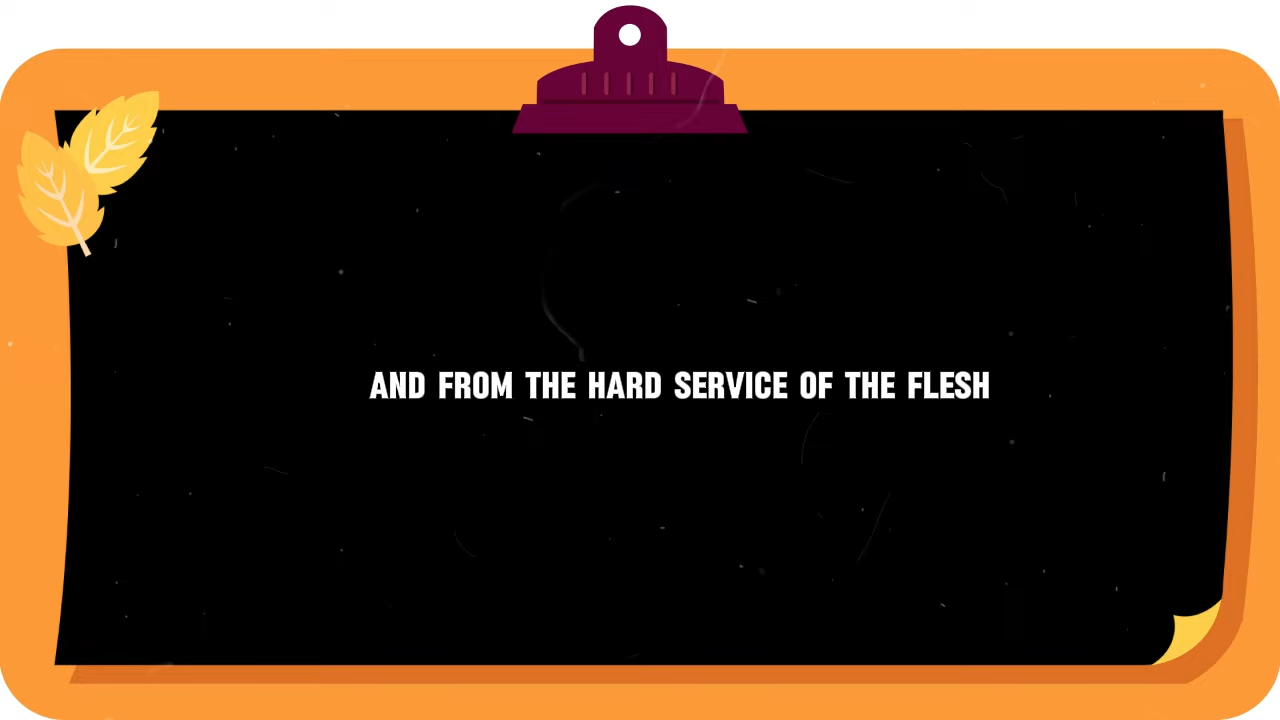 AND FROM THE HARD SERVICE OF THE FLESH